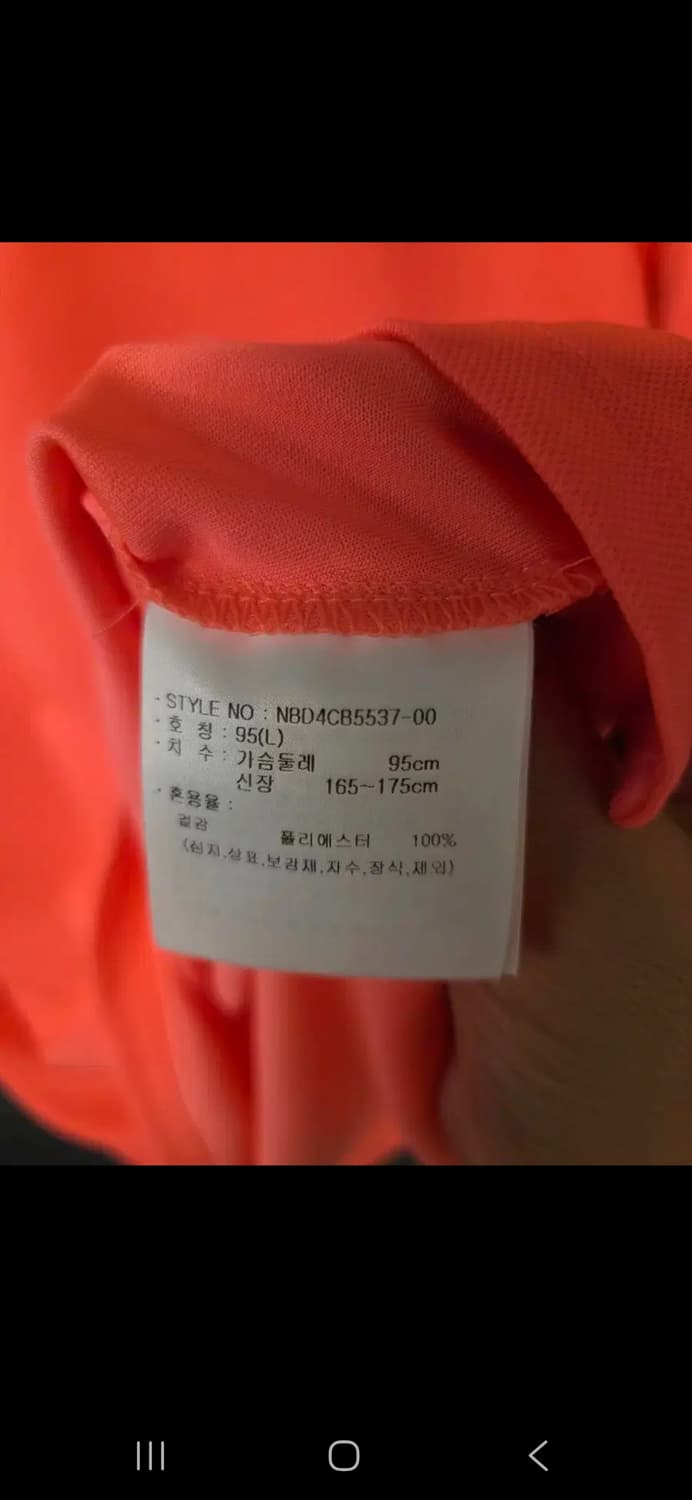 - STYLE NO : NBD4CB5537-00
- 호 칭 : 95(L)
- 치 수 : 가슴둘레 95cm
신장 165~175cm
- 혼용율 :
겉감
폴리에스터 100%
(심지,상표,보강재,자수,장식,제외)